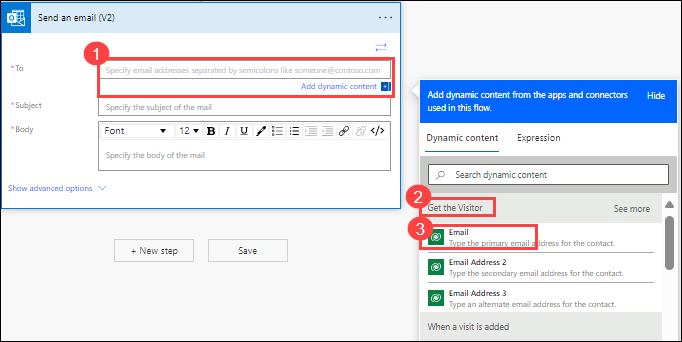 Send an email (V2)
...
1
* To
Specify email addresses separated by semicolons like someone@contoso.com
Add dynamic content +
* Subject
Specify the subject of the mail
* Body
Font 12 B I U </>
Specify the body of the mail
Show advanced options
+ New step
Save
Add dynamic content from the apps and connectors
used in this flow.
Hide
Dynamic content
Expression
Search dynamic content
2
Get the Visitor
See more
3
Email
Type the primary email address for the contact.
Email Address 2
Type the secondary email address for the contact.
Email Address 3
Type an alternate email address for the contact.
When a visit is added